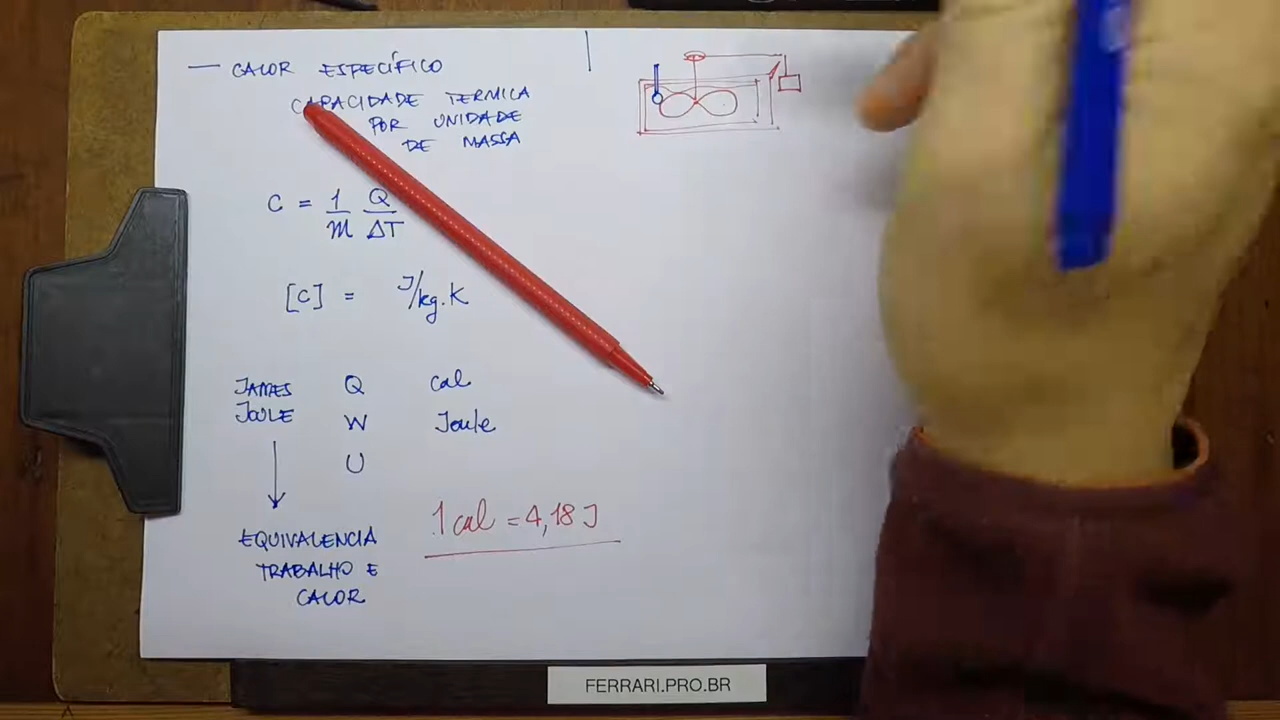 — CALOR ESPECÍFICO
CAPACIDADE TERMICA
POR UNIDADE
DE MASSA
C = 1/M Q/ΔT
[C] = J/kg.K
JAMES Q cal
JOULE W Joule
U
1 cal = 4,18 J
EQUIVALENCIA
TRABALHO E
CALOR
FERRARI.PRO.BR